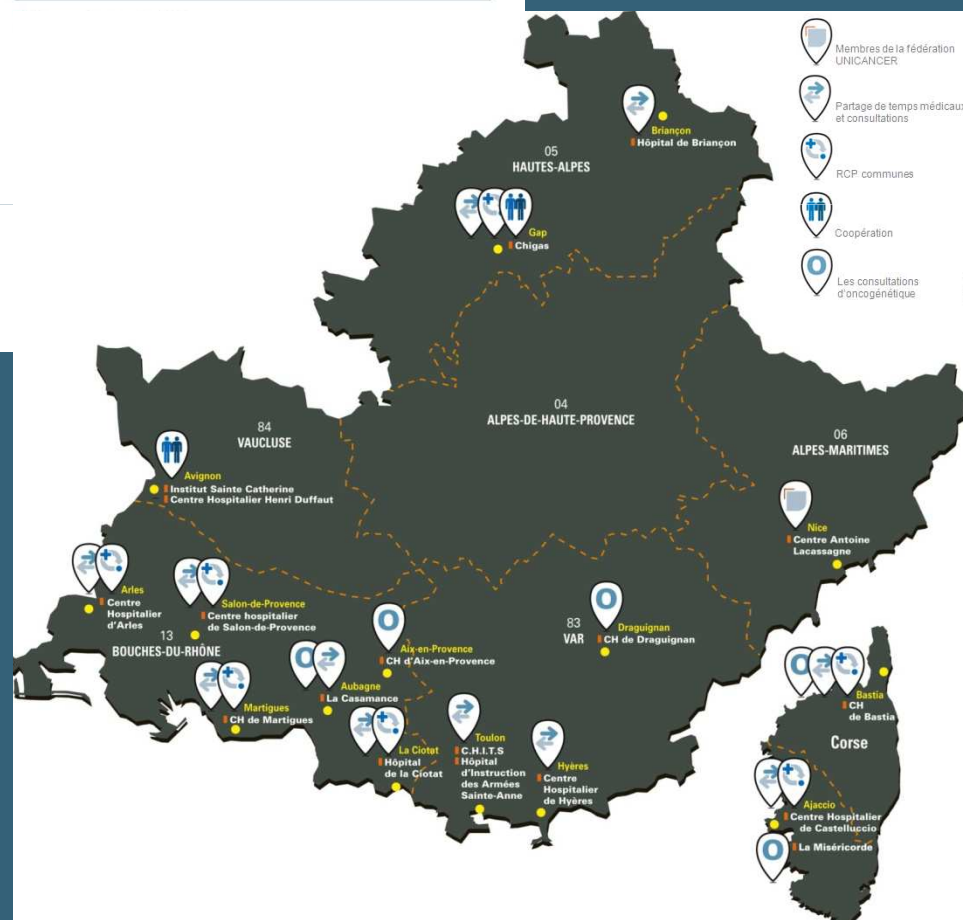 Membres de la fédération
UNICANCER
Partage de temps médicaux
et consultations
RCP communes
Coopération
Les consultations
d'oncogénétique
Briançon
Hôpital de Briançon
05
HAUTES-ALPES
Gap
Chigas
04
ALPES-DE-HAUTE-PROVENCE
84
VAUCLUSE
06
ALPES-MARITIMES
Avignon
Institut Sainte Catherine
Centre Hospitalier Henri Duffaut
Nice
Centre Antoine
Lacassagne
Arles
Centre
Hospitalier
d'Arles
Salon-de-Provence
Centre hospitalier
de Salon-de-Provence
13
BOUCHES-DU-RHÔNE
O
Aix-en-Provence
CH d'Aix-en-Provence
83
VAR
O
Draguignan
CH de Draguignan
Martigues
CH de Martigues
O
Aubagne
La Casamance
La Ciotat
Hôpital
de la Ciotat
Toulon
C.H.I.T.S
Hôpital
d'Instruction
des Armées
Sainte-Anne
Hyères
Centre
Hospitalier
de Hyères
O
Bastia
CH
de Bastia
Corse
Ajaccio
Centre Hospitalier
de Castelluccio
O
La Miséricorde
O